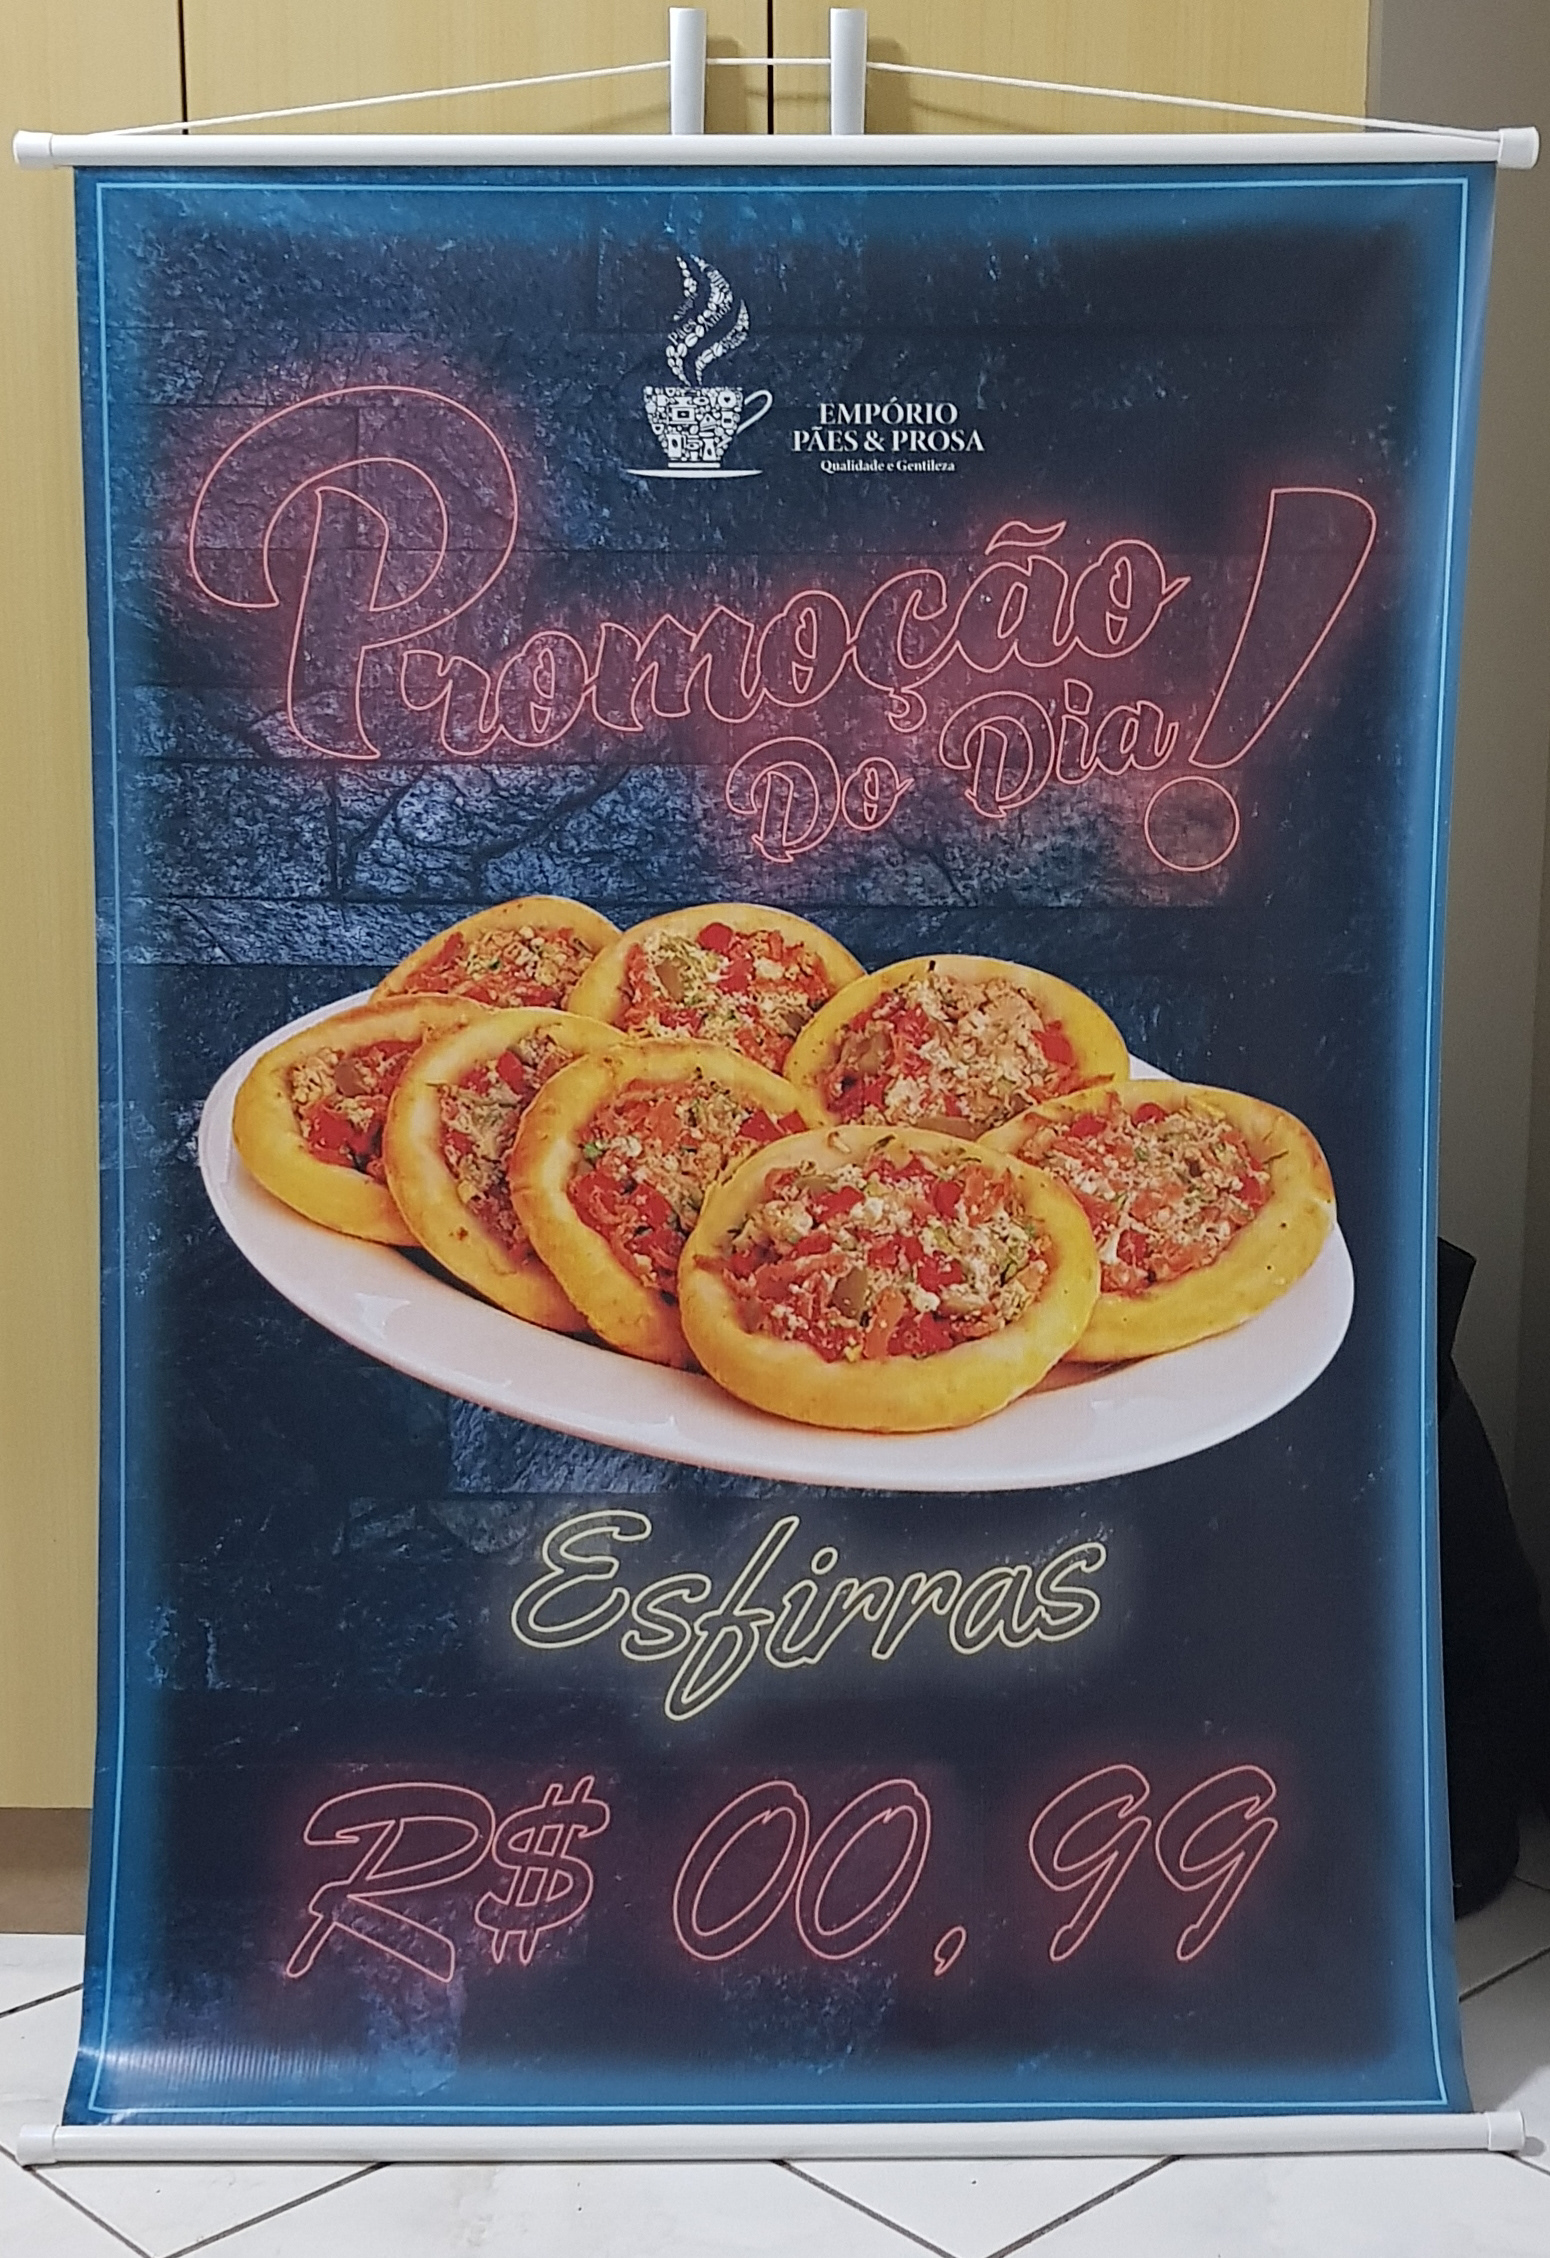 EMPÓRIO
PÃES & PROSA
Qualidade e Gentileza
Promoção
Do Dia!
Esfirras
R$ 00,99